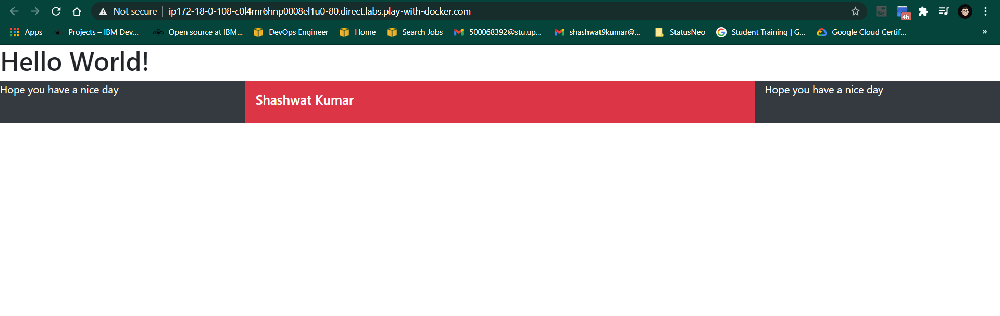 Not secure | ip172-18-0-108-c0l4rnr6hnp0008el1u0-80.direct.labs.play-with-docker.com
4h
Apps Projects – IBM Dev... Open source at IBM... DevOps Engineer Home Search Jobs 500068392@stu.up... shashwat9kumar@... StatusNeo Student Training | G... Google Cloud Certif... »
Hello World!
Hope you have a nice day Shashwat Kumar Hope you have a nice day